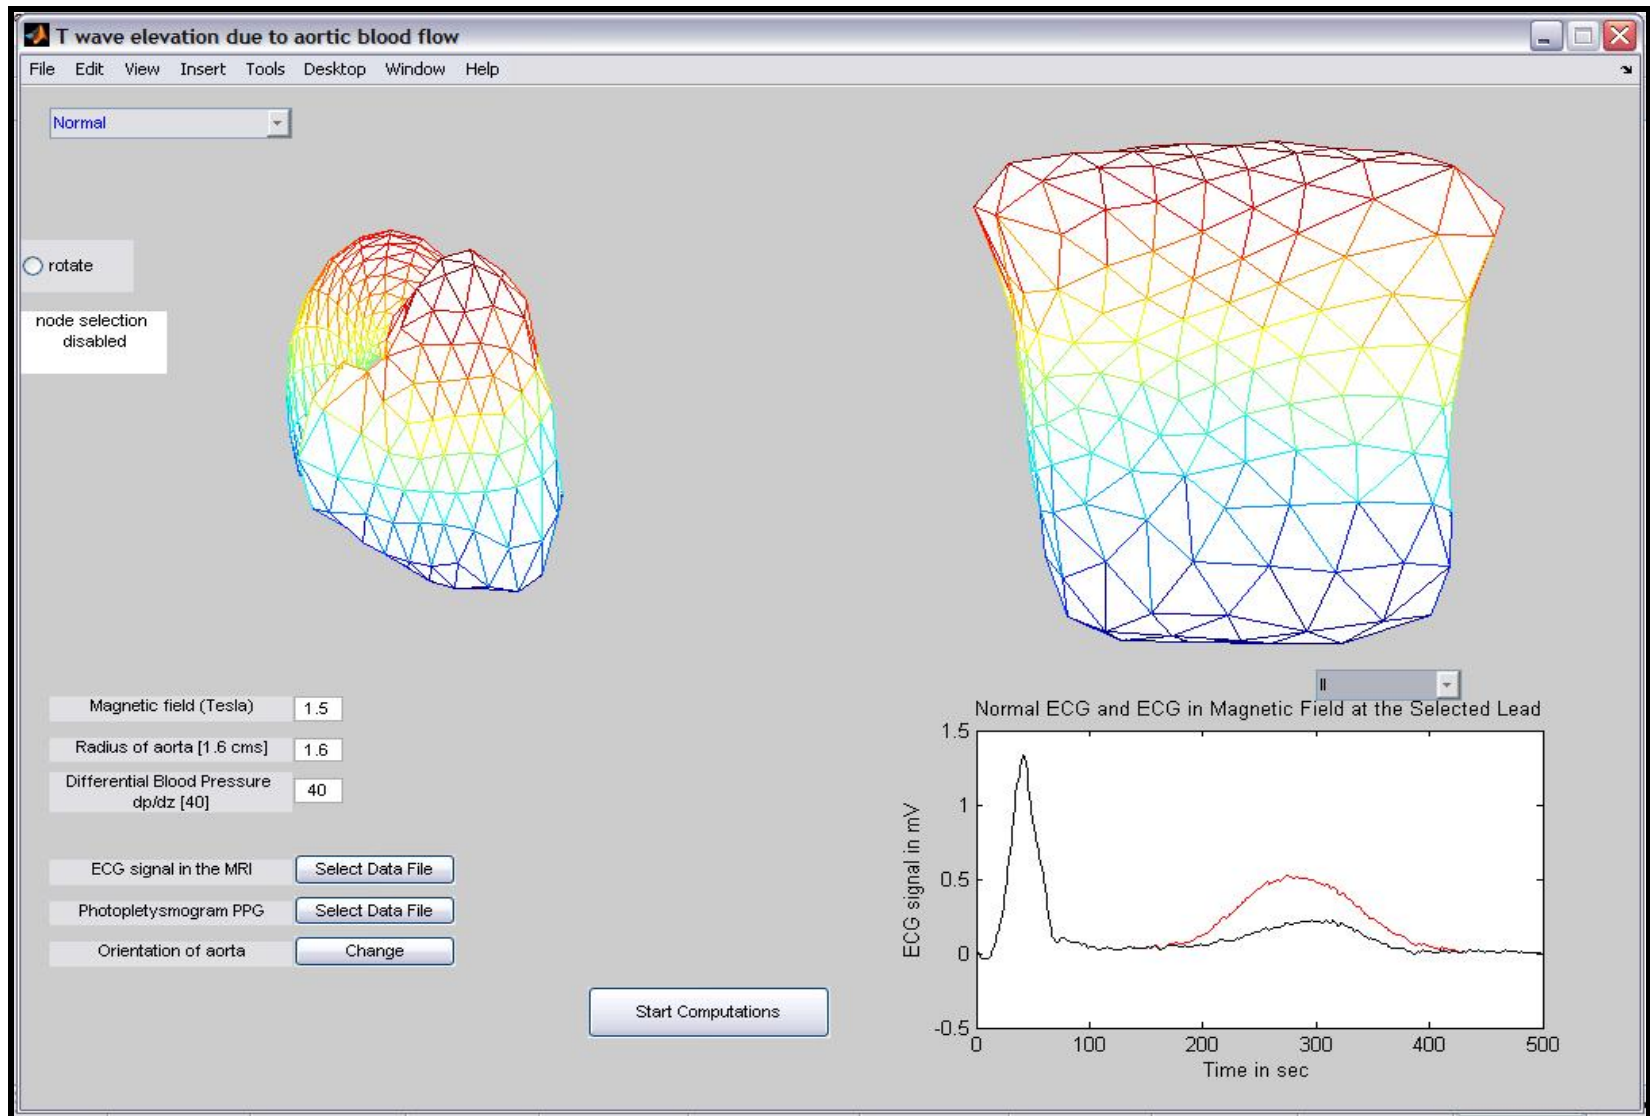 T wave elevation due to aortic blood flow
File Edit View Insert Tools Desktop Window Help
Normal
rotate
node selection
disabled
Magnetic field (Tesla) 1.5
Radius of aorta [1.6 cms] 1.6
Differential Blood Pressure
dp/dz [40] 40
ECG signal in the MRI Select Data File
Photopletysmogram PPG Select Data File
Orientation of aorta Change
Start Computations
II
Normal ECG and ECG in Magnetic Field at the Selected Lead
1.5
1
0.5
0
-0.5
ECG signal in mV
0 100 200 300 400 500
Time in sec